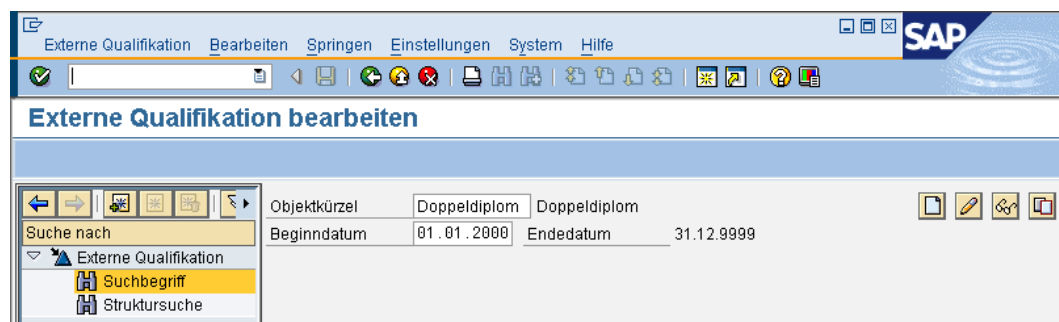 Externe Qualifikation Bearbeiten Springen Einstellungen System Hilfe
SAP
Externe Qualifikation bearbeiten
Objektkürzel Doppeldiplom Doppeldiplom
Suche nach
Beginndatum 01.01.2000 Endedatum 31.12.9999
Externe Qualifikation
Suchbegriff
Struktursuche